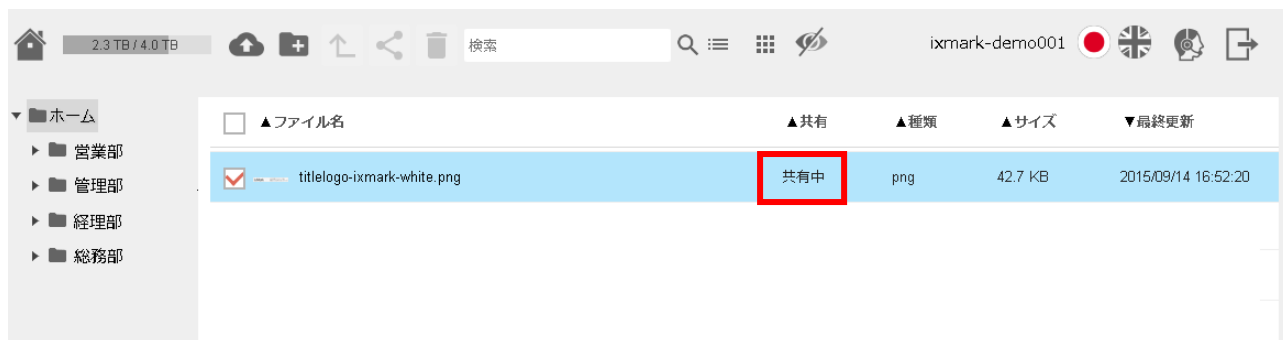 2.3 TB / 4.0 TB 検索 ixmark-demo001
ホーム
営業部
管理部
経理部
総務部
▲ファイル名 ▲共有 ▲種類 ▲サイズ ▼最終更新
titlelogo-ixmark-white.png 共有中 png 42.7 KB 2015/09/14 16:52:20